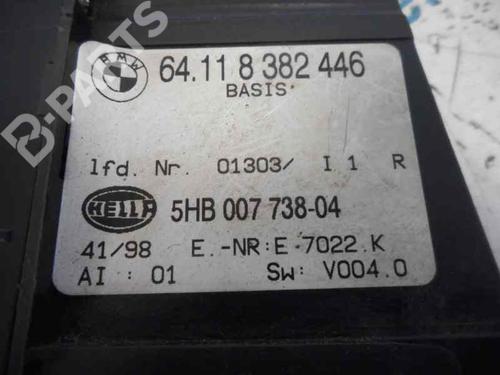 B-PARTS
BMW
64.11 8 382 446
BASIS
lfd. Nr. 01303/ I 1 R
HELLA
5HB 007 738-04
41/98 E.-NR:E-7022.K
AI : 01 Sw: V004.0